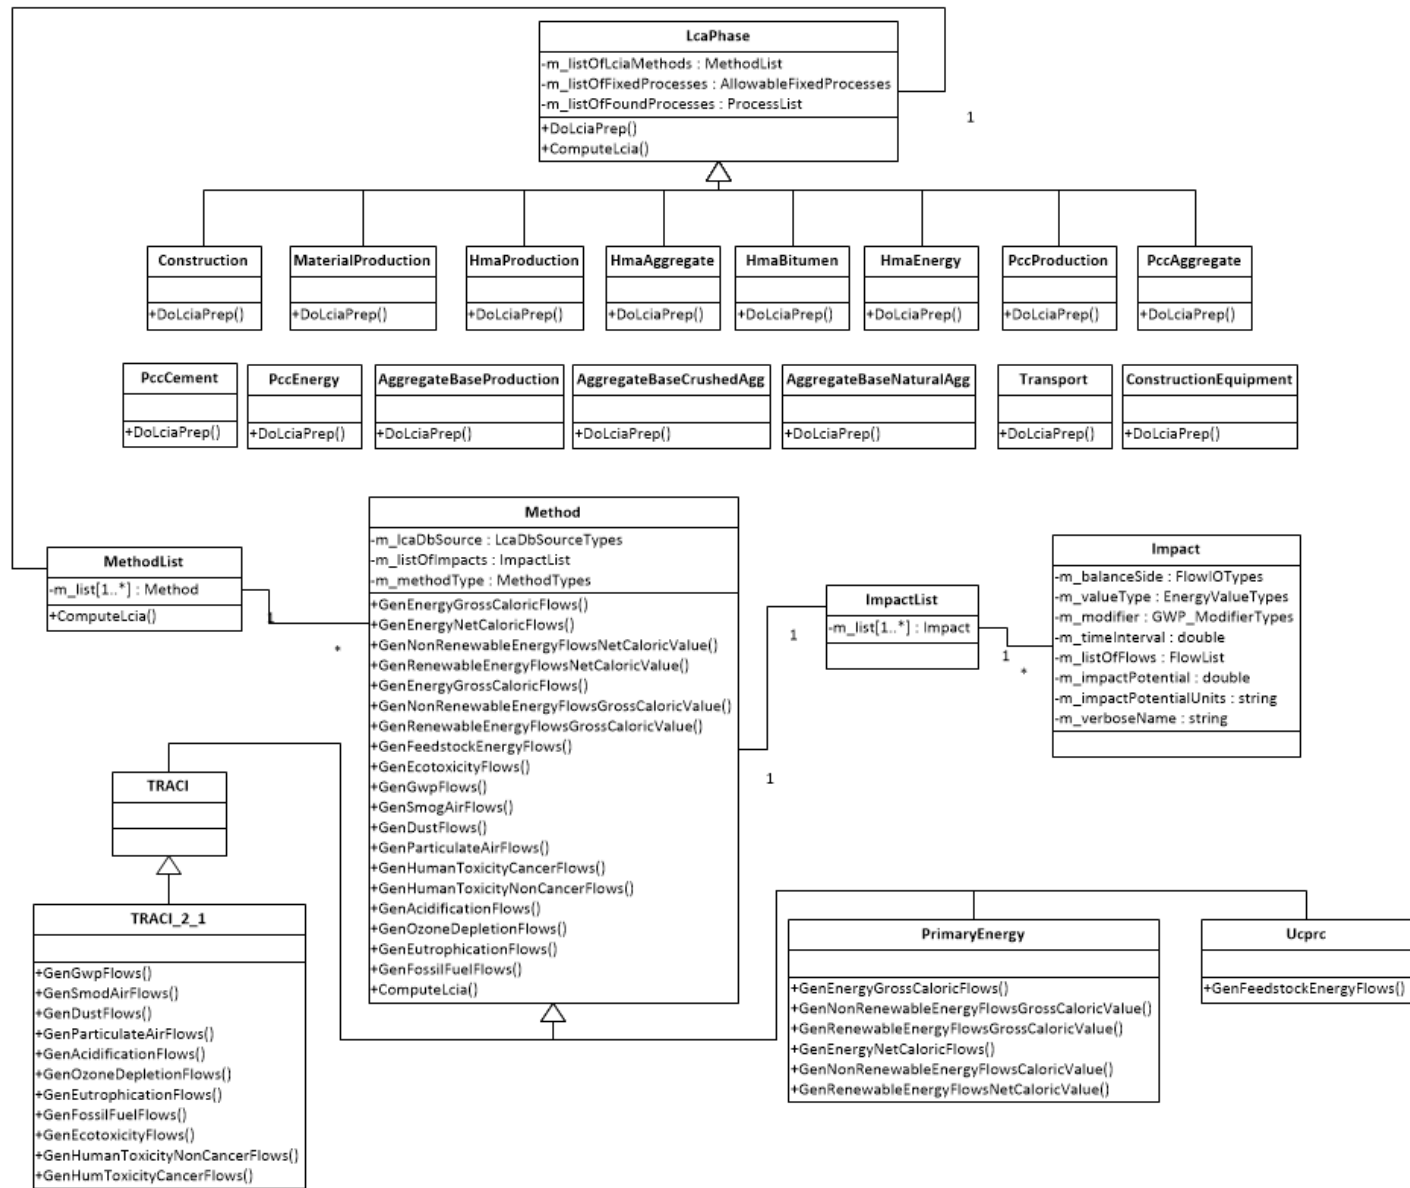 LcaPhase
-m_listOfLciaMethods : MethodList
-m_listOfFixedProcesses : AllowableFixedProcesses
-m_listOfFoundProcesses : ProcessList
+DoLciaPrep()
+ComputeLcia()
1
Construction
+DoLciaPrep()
MaterialProduction
+DoLciaPrep()
HmaProduction
+DoLciaPrep()
HmaAggregate
+DoLciaPrep()
HmaBitumen
+DoLciaPrep()
HmaEnergy
+DoLciaPrep()
PccProduction
+DoLciaPrep()
PccAggregate
+DoLciaPrep()
PccCement
+DoLciaPrep()
PccEnergy
+DoLciaPrep()
AggregateBaseProduction
+DoLciaPrep()
AggregateBaseCrushedAgg
+DoLciaPrep()
AggregateBaseNaturalAgg
+DoLciaPrep()
Transport
+DoLciaPrep()
ConstructionEquipment
+DoLciaPrep()
MethodList
-m_list[1..*] : Method
+ComputeLcia()
1
*
Method
-m_lcaDbSource : LcaDbSourceTypes
-m_listOfImpacts : ImpactList
-m_methodType : MethodTypes
+GenEnergyGrossCaloricFlows()
+GenEnergyNetCaloricFlows()
+GenNonRenewableEnergyFlowsNetCaloricValue()
+GenRenewableEnergyFlowsNetCaloricValue()
+GenEnergyGrossCaloricFlows()
+GenNonRenewableEnergyFlowsGrossCaloricValue()
+GenRenewableEnergyFlowsGrossCaloricValue()
+GenFeedstockEnergyFlows()
+GenEcotoxicityFlows()
+GenGwpFlows()
+GenSmogAirFlows()
+GenDustFlows()
+GenParticulateAirFlows()
+GenHumanToxicityCancerFlows()
+GenHumanToxicityNonCancerFlows()
+GenAcidificationFlows()
+GenOzoneDepletionFlows()
+GenEutrophicationFlows()
+GenFossilFuelFlows()
+ComputeLcia()
1
1
ImpactList
-m_list[1..*] : Impact
1
*
Impact
-m_balanceSide : FlowIOTypes
-m_valueType : EnergyValueTypes
-m_modifier : GWP_ModifierTypes
-m_timeInterval : double
-m_listOfFlows : FlowList
-m_impactPotential : double
-m_impactPotentialUnits : string
-m_verboseName : string
TRACI
TRACI_2_1
+GenGwpFlows()
+GenSmodAirFlows()
+GenDustFlows()
+GenParticulateAirFlows()
+GenAcidificationFlows()
+GenOzoneDepletionFlows()
+GenEutrophicationFlows()
+GenFossilFuelFlows()
+GenEcotoxicityFlows()
+GenHumanToxicityNonCancerFlows()
+GenHumToxicityCancerFlows()
PrimaryEnergy
+GenEnergyGrossCaloricFlows()
+GenNonRenewableEnergyFlowsGrossCaloricValue()
+GenRenewableEnergyFlowsGrossCaloricValue()
+GenEnergyNetCaloricFlows()
+GenNonRenewableEnergyFlowsCaloricValue()
+GenRenewableEnergyFlowsNetCaloricValue()
Ucprc
+GenFeedstockEnergyFlows()